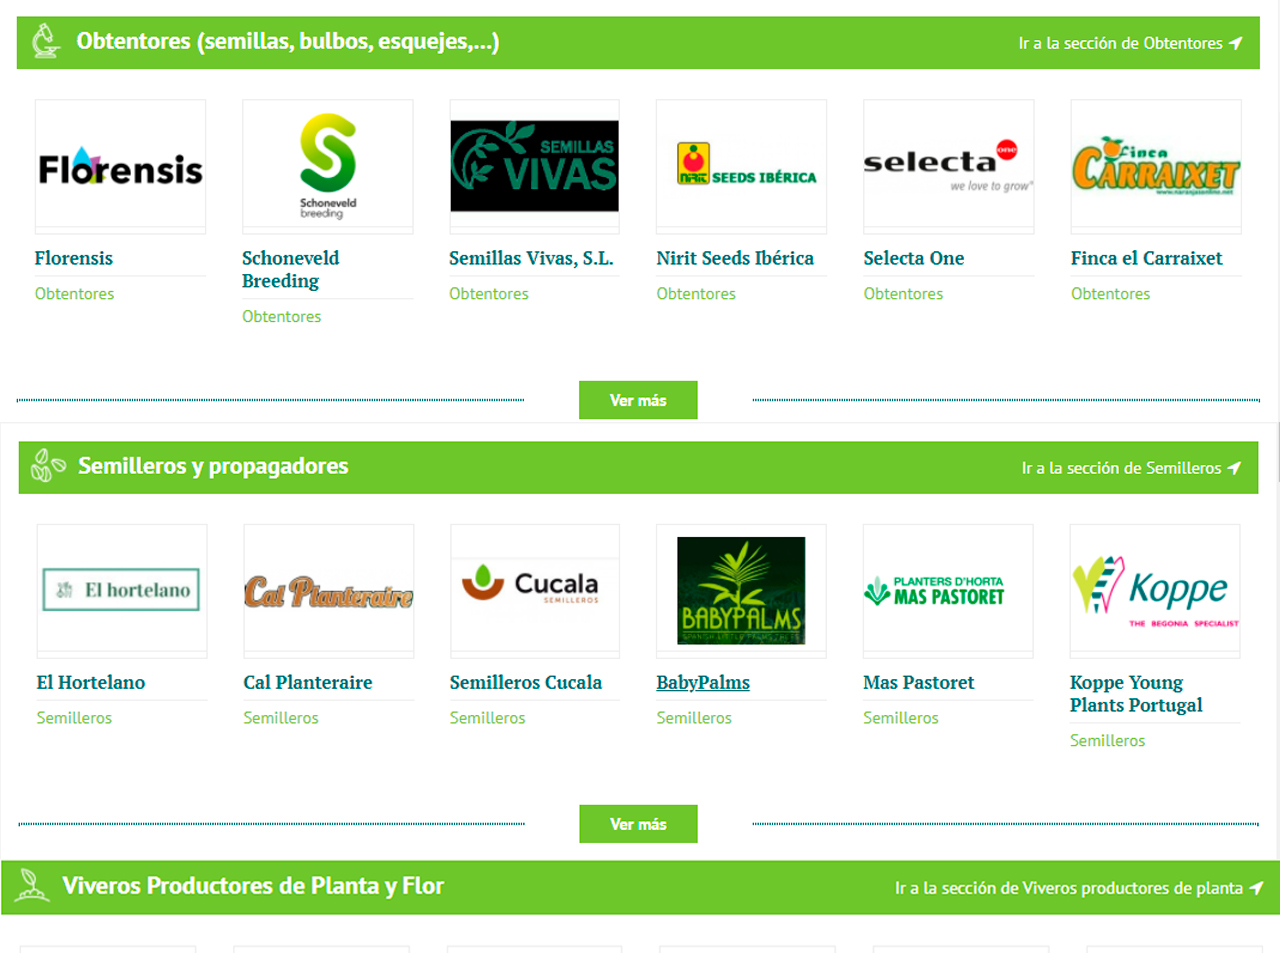 Obtentores (semillas, bulbos, esquejes,...)
Ir a la sección de Obtentores
Florensis
Schoneveld
breeding
SEMILLAS
VIVAS
NIRIT SEEDS IBÉRICA
selecta one
we love to grow®
Finca
CARRAIXET
www.naranjasonline.net
Florensis
Obtentores
Schoneveld
Breeding
Obtentores
Semillas Vivas, S.L.
Obtentores
Nirit Seeds Ibérica
Obtentores
Selecta One
Obtentores
Finca el Carraixet
Obtentores
Ver más
Semilleros y propagadores
Ir a la sección de Semilleros
El hortelano
Cal Planteraire
Cucala
SEMILLEROS
BABYPALMS
SPANISH LITTLE PALMS TREES
PLANTERS D'HORTA
MAS PASTORET
Koppe
THE BEGONIA SPECIALIST
El Hortelano
Semilleros
Cal Planteraire
Semilleros
Semilleros Cucala
Semilleros
BabyPalms
Semilleros
Mas Pastoret
Semilleros
Koppe Young
Plants Portugal
Semilleros
Ver más
Viveros Productores de Planta y Flor
Ir a la sección de Viveros productores de planta